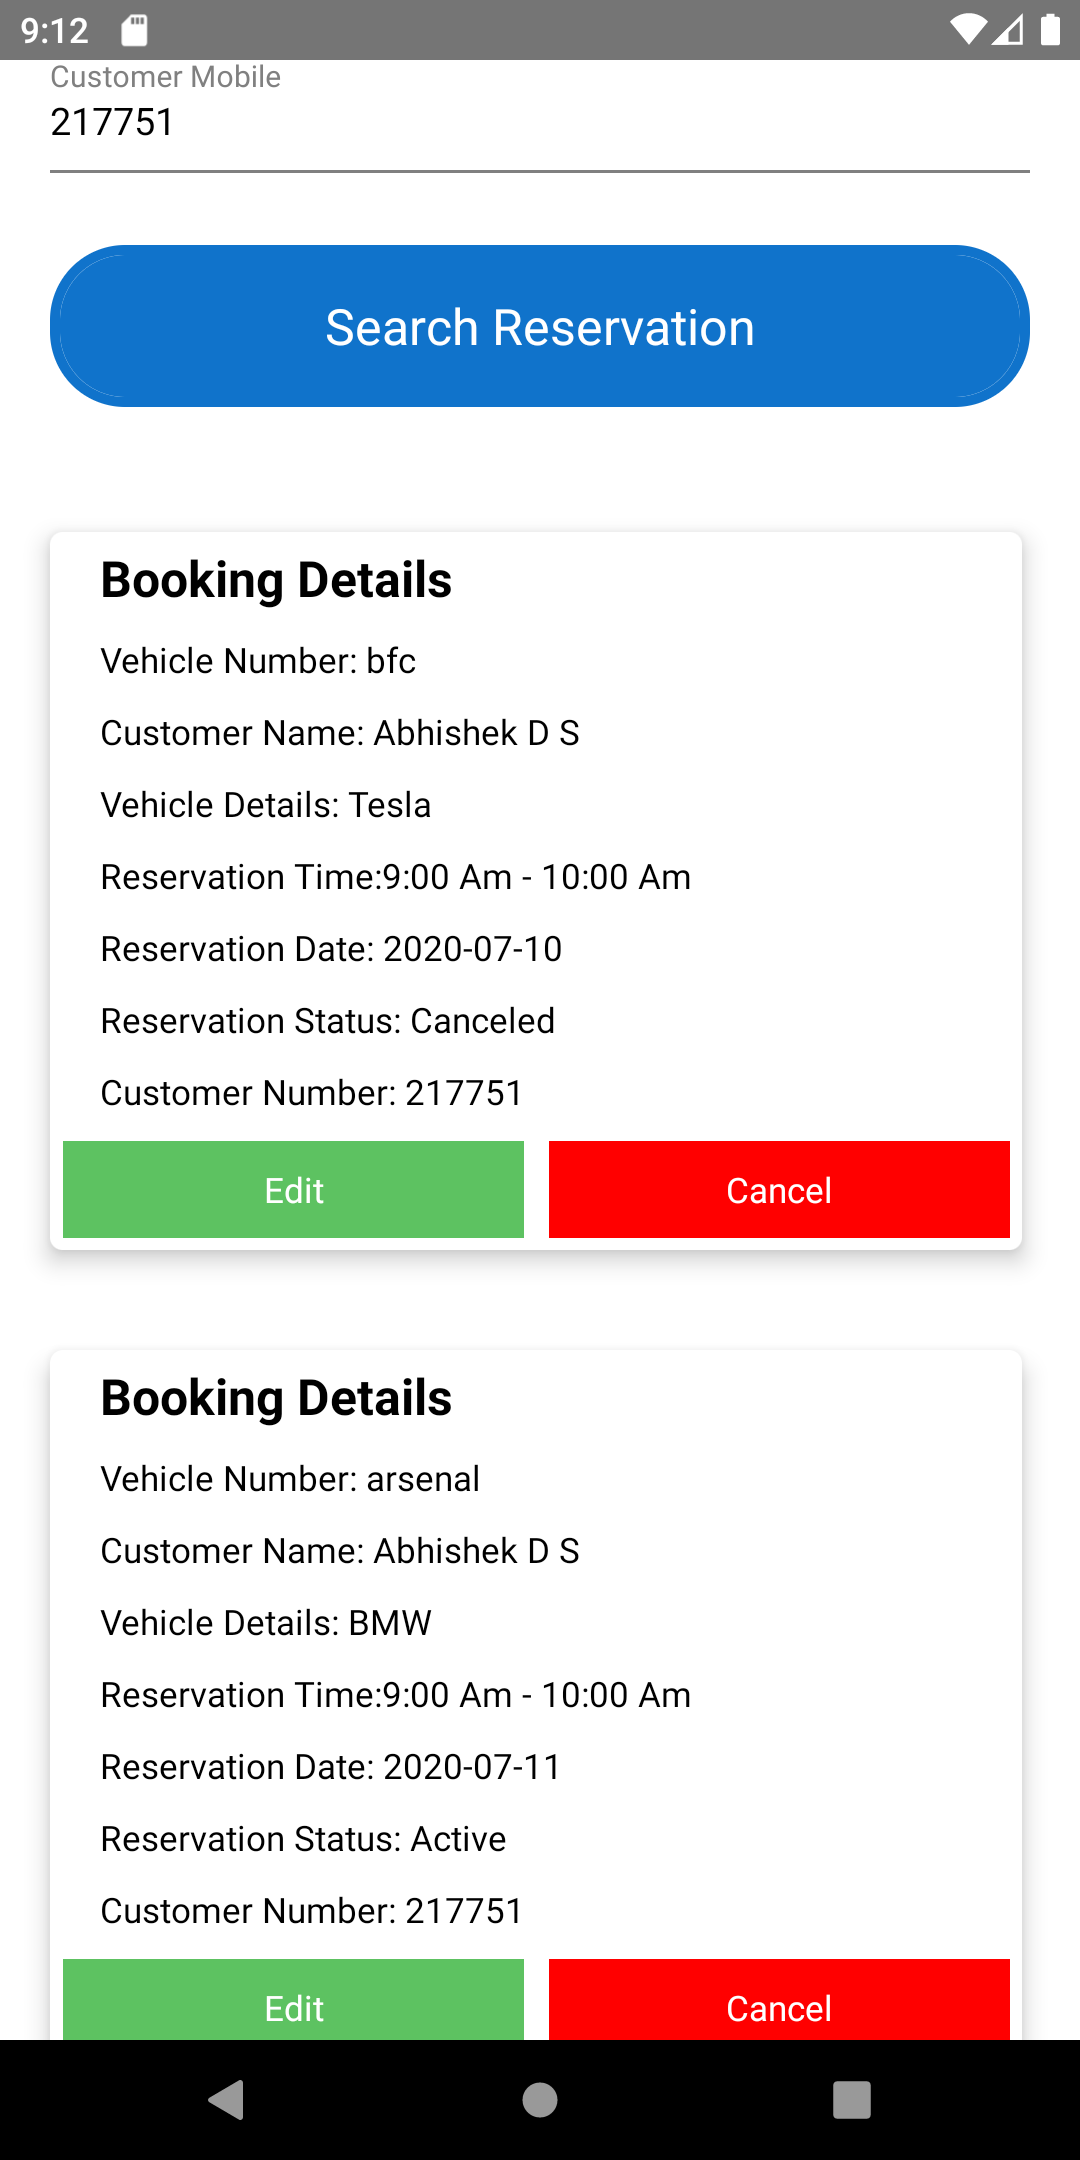 9:12
Customer Mobile
217751
Search Reservation
Booking Details
Vehicle Number: bfc
Customer Name: Abhishek D S
Vehicle Details: Tesla
Reservation Time:9:00 Am - 10:00 Am
Reservation Date: 2020-07-10
Reservation Status: Canceled
Customer Number: 217751
Edit Cancel
Booking Details
Vehicle Number: arsenal
Customer Name: Abhishek D S
Vehicle Details: BMW
Reservation Time:9:00 Am - 10:00 Am
Reservation Date: 2020-07-11
Reservation Status: Active
Customer Number: 217751
Edit Cancel